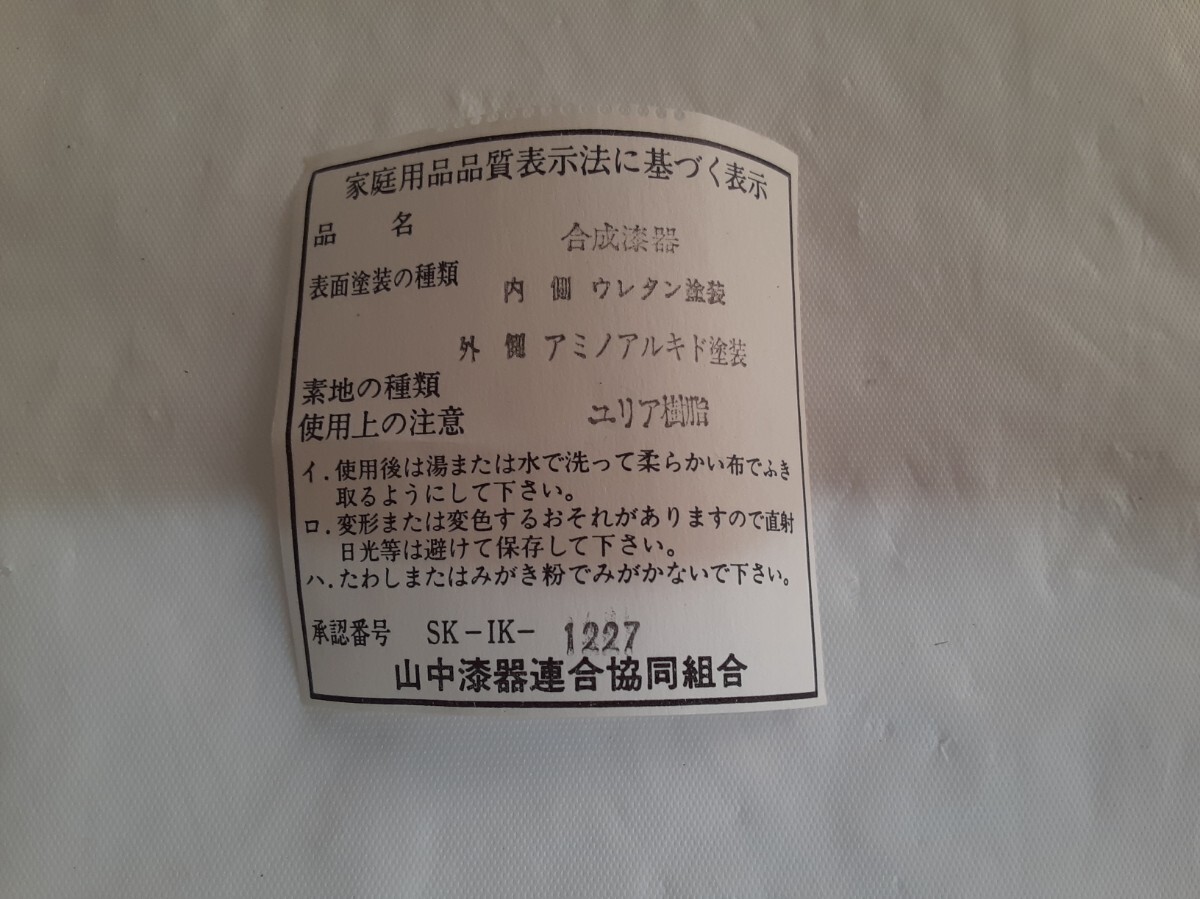 家庭用品品質表示法に基づく表示
品 名 合成漆器
表面塗装の種類 内 側 ウレタン塗装
外 側 アミノアルキド塗装
素地の種類
使用上の注意 ユリア樹脂
イ.使用後は湯または水で洗って柔らかい布でふき
取るようにして下さい。
ロ.変形または変色するおそれがありますので直射
日光等は避けて保存して下さい。
ハ.たわしまたはみがき粉でみがかないで下さい。
承認番号 SK-IK-1227
山中漆器連合協同組合